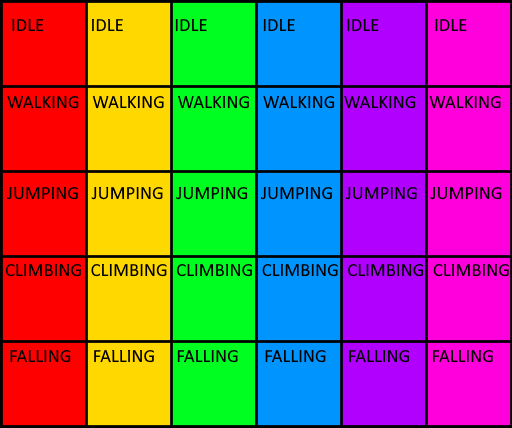 IDLE IDLE IDLE IDLE IDLE IDLE
WALKING WALKING WALKING WALKING WALKING WALKING
JUMPING JUMPING JUMPING JUMPING JUMPING JUMPING
CLIMBING CLIMBING CLIMBING CLIMBING CLIMBING CLIMBING
FALLING FALLING FALLING FALLING FALLING FALLING